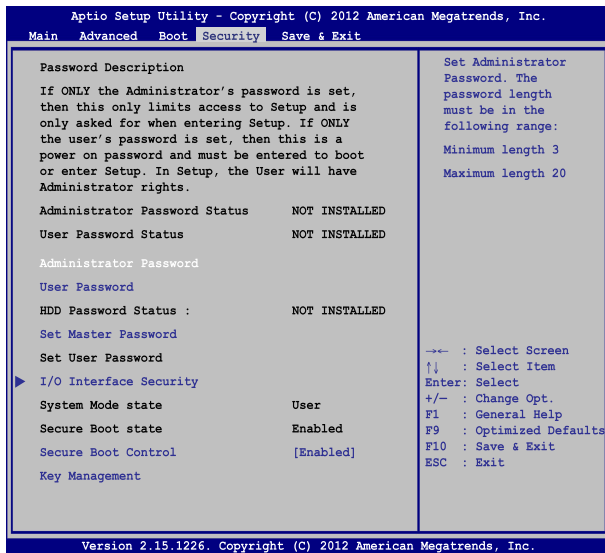 Aptio Setup Utility - Copyright (C) 2012 American Megatrends, Inc.
Main Advanced Boot Security Save & Exit
Password Description
If ONLY the Administrator's password is set,
then this only limits access to Setup and is
only asked for when entering Setup. If ONLY
the user's password is set, then this is a
power on password and must be entered to boot
or enter Setup. In Setup, the User will have
Administrator rights.
Administrator Password Status NOT INSTALLED
User Password Status NOT INSTALLED
Administrator Password
User Password
HDD Password Status : NOT INSTALLED
Set Master Password
Set User Password
I/O Interface Security
System Mode state User
Secure Boot state Enabled
Secure Boot Control [Enabled]
Key Management
Set Administrator
Password. The
password length
must be in the
following range:
Minimum length 3
Maximum length 20
→← : Select Screen
↑↓ : Select Item
Enter: Select
+/— : Change Opt.
F1 : General Help
F9 : Optimized Defaults
F10 : Save & Exit
ESC : Exit
Version 2.15.1226. Copyright (C) 2012 American Megatrends, Inc.